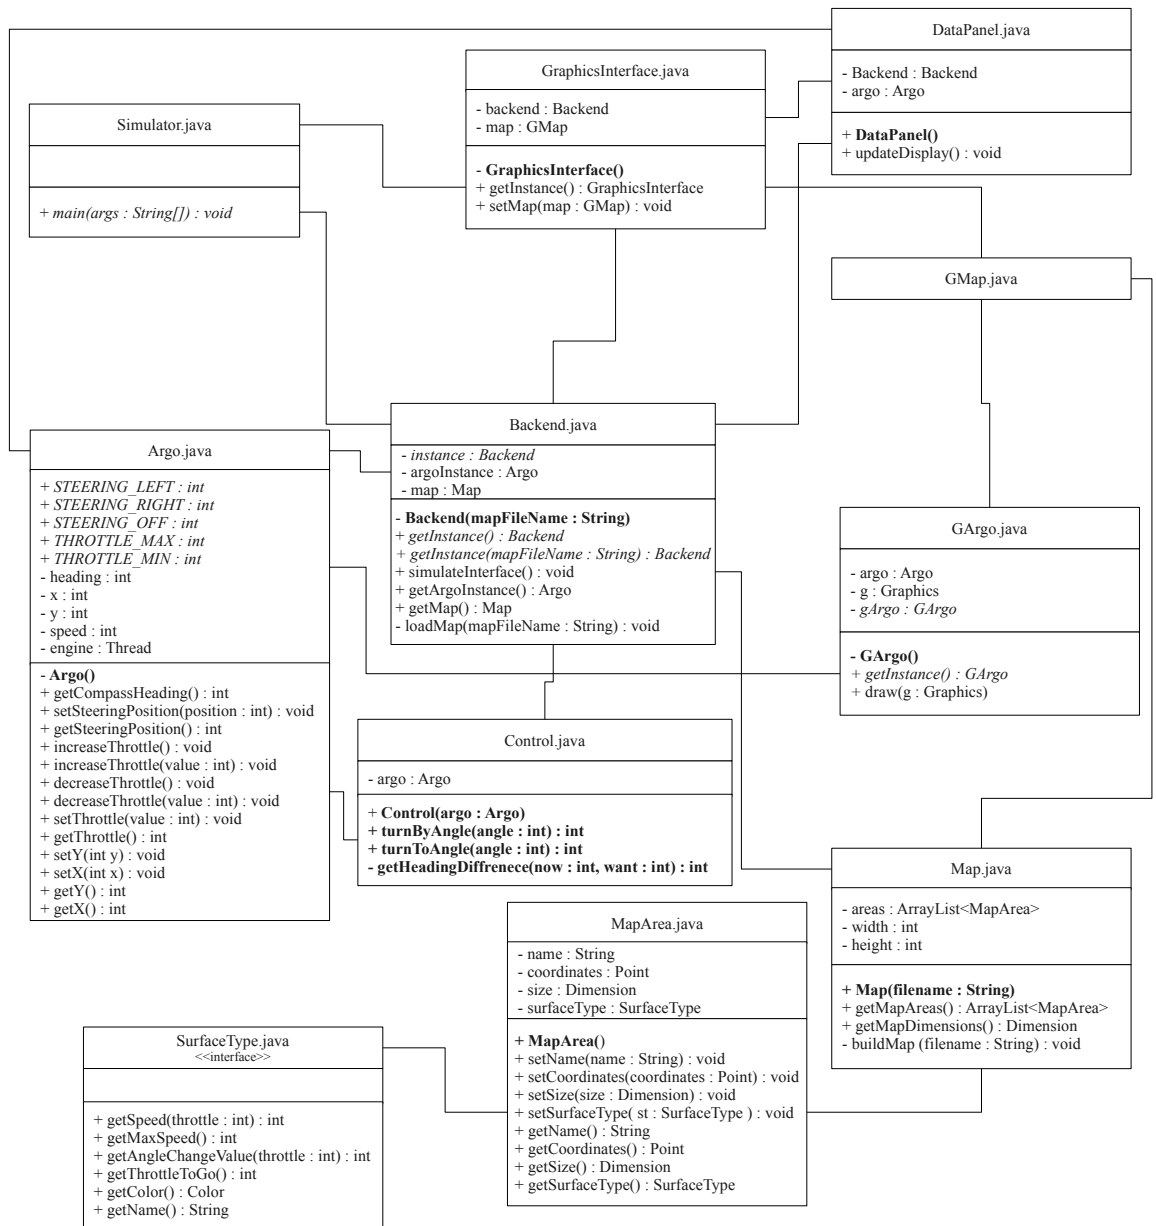 DataPanel.java
- Backend : Backend
- argo : Argo
+ DataPanel()
+ updateDisplay() : void
GraphicsInterface.java
- backend : Backend
- map : GMap
- GraphicsInterface()
+ getInstance() : GraphicsInterface
+ setMap(map : GMap) : void
Simulator.java
+ main(args : String[]) : void
GMap.java
Backend.java
- instance : Backend
- argoInstance : Argo
- map : Map
- Backend(mapFileName : String)
+ getInstance() : Backend
+ getInstance(mapFileName : String) : Backend
+ simulateInterface() : void
+ getArgoInstance() : Argo
+ getMap() : Map
- loadMap(mapFileName : String) : void
Argo.java
+ STEERING_LEFT : int
+ STEERING_RIGHT : int
+ STEERING_OFF : int
+ THROTTLE_MAX : int
+ THROTTLE_MIN : int
- heading : int
- x : int
- y : int
- speed : int
- engine : Thread
- Argo()
+ getCompassHeading() : int
+ setSteeringPosition(position : int) : void
+ getSteeringPosition() : int
+ increaseThrottle() : void
+ increaseThrottle(value : int) : void
+ decreaseThrottle() : void
+ decreaseThrottle(value : int) : void
+ setThrottle(value : int) : void
+ getThrottle() : int
+ setY(int y) : void
+ setX(int x) : void
+ getY() : int
+ getX() : int
GArgo.java
- argo : Argo
- g : Graphics
- gArgo : GArgo
- GArgo()
+ getInstance() : GArgo
+ draw(g : Graphics)
Control.java
- argo : Argo
+ Control(argo : Argo)
+ turnByAngle(angle : int) : int
+ turnToAngle(angle : int) : int
- getHeadingDiffrenece(now : int, want : int) : int
Map.java
- areas : ArrayList<MapArea>
- width : int
- height : int
+ Map(filename : String)
+ getMapAreas() : ArrayList<MapArea>
+ getMapDimensions() : Dimension
- buildMap (filename : String) : void
MapArea.java
- name : String
- coordinates : Point
- size : Dimension
- surfaceType : SurfaceType
+ MapArea()
+ setName(name : String) : void
+ setCoordinates(coordinates : Point) : void
+ setSize(size : Dimension) : void
+ setSurfaceType( st : SurfaceType ) : void
+ getName() : String
+ getCoordinates() : Point
+ getSize() : Dimension
+ getSurfaceType() : SurfaceType
SurfaceType.java
<<interface>>
+ getSpeed(throttle : int) : int
+ getMaxSpeed() : int
+ getAngleChangeValue(throttle : int) : int
+ getThrottleToGo() : int
+ getColor() : Color
+ getName() : String